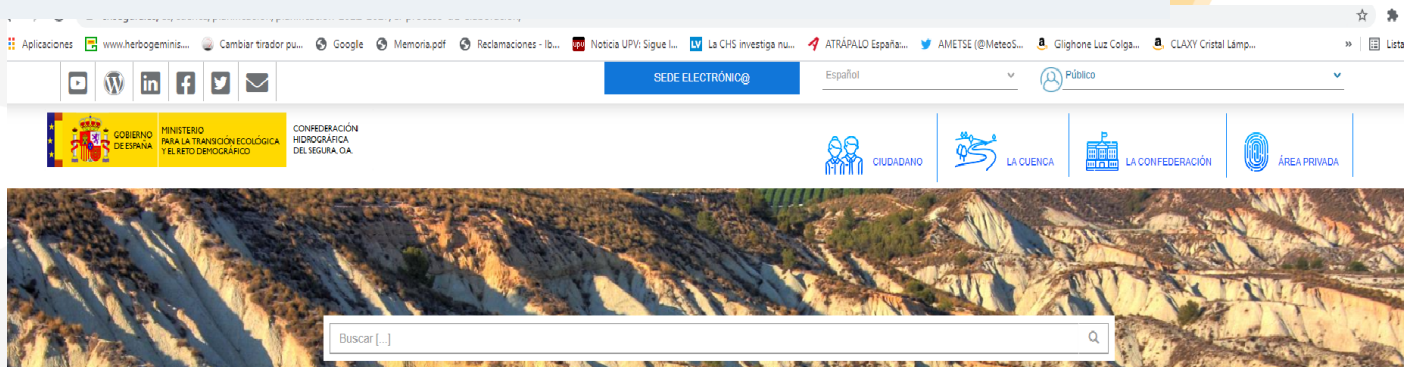 Aplicaciones www.herbogeminis.... Cambiar tirador pu... Google Memoria.pdf Reclamaciones - Ib... Noticia UPV: Sigue l... La CHS investiga nu... ATRÁPALO España:... AMETSE (@MeteoS... Glighone Luz Colga... CLAXY Cristal Lámp... » Lista
SEDE ELECTRÓNIC@ Español Público
GOBIERNO DE ESPAÑA
MINISTERIO
PARA LA TRANSICIÓN ECOLÓGICA
Y EL RETO DEMOGRÁFICO
CONFEDERACIÓN
HIDROGRÁFICA
DEL SEGURA, O.A.
CIUDADANO LA CUENCA LA CONFEDERACIÓN ÁREA PRIVADA
Buscar [...]